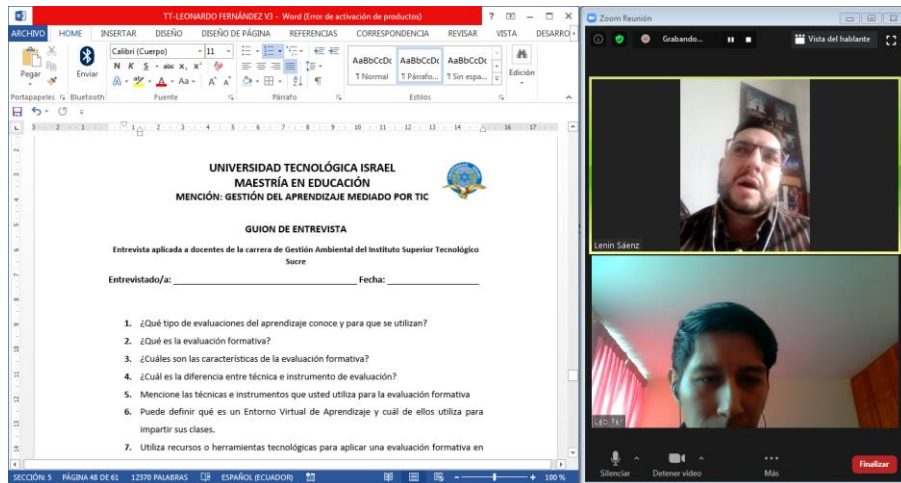 TT-LEONARDO FERNÁNDEZ V3 - Word (Error de activación de productos)
ARCHIVO HOME INSERTAR DISEÑO DISEÑO DE PÁGINA REFERENCIAS CORRESPONDENCIA REVISAR VISTA DESARRO
Calibri (Cuerpo) 11
Pegar Enviar N K S abc X, X² Aa
AaBbCcDc AaBbCcDc AaBbCcDc
¶ Normal ¶ Párrafo... ¶ Sin espa...
Edición
Portapapeles Bluetooth Fuente Párrafo Estilos
UNIVERSIDAD TECNOLÓGICA ISRAEL
MAESTRÍA EN EDUCACIÓN
MENCIÓN: GESTIÓN DEL APRENDIZAJE MEDIADO POR TIC
GUION DE ENTREVISTA
Entrevista aplicada a docentes de la carrera de Gestión Ambiental del Instituto Superior Tecnológico
Sucre
Entrevistado/a: Fecha:
1. ¿Qué tipo de evaluaciones del aprendizaje conoce y para que se utilizan?
2. ¿Qué es la evaluación formativa?
3. ¿Cuáles son las características de la evaluación formativa?
4. ¿Cuál es la diferencia entre técnica e instrumento de evaluación?
5. Mencione las técnicas e instrumentos que usted utiliza para la evaluación formativa
6. Puede definir qué es un Entorno Virtual de Aprendizaje y cuál de ellos utiliza para
impartir sus clases.
7. Utiliza recursos o herramientas tecnológicas para aplicar una evaluación formativa en
SECCIÓN: 5 PÁGINA 48 DE 61 12370 PALABRAS ESPAÑOL (ECUADOR) 100 %
Zoom Reunión
Grabando... Vista del hablante
Lenin Sáenz
Leo Fer
Silenciar Detener video Más Finalizar